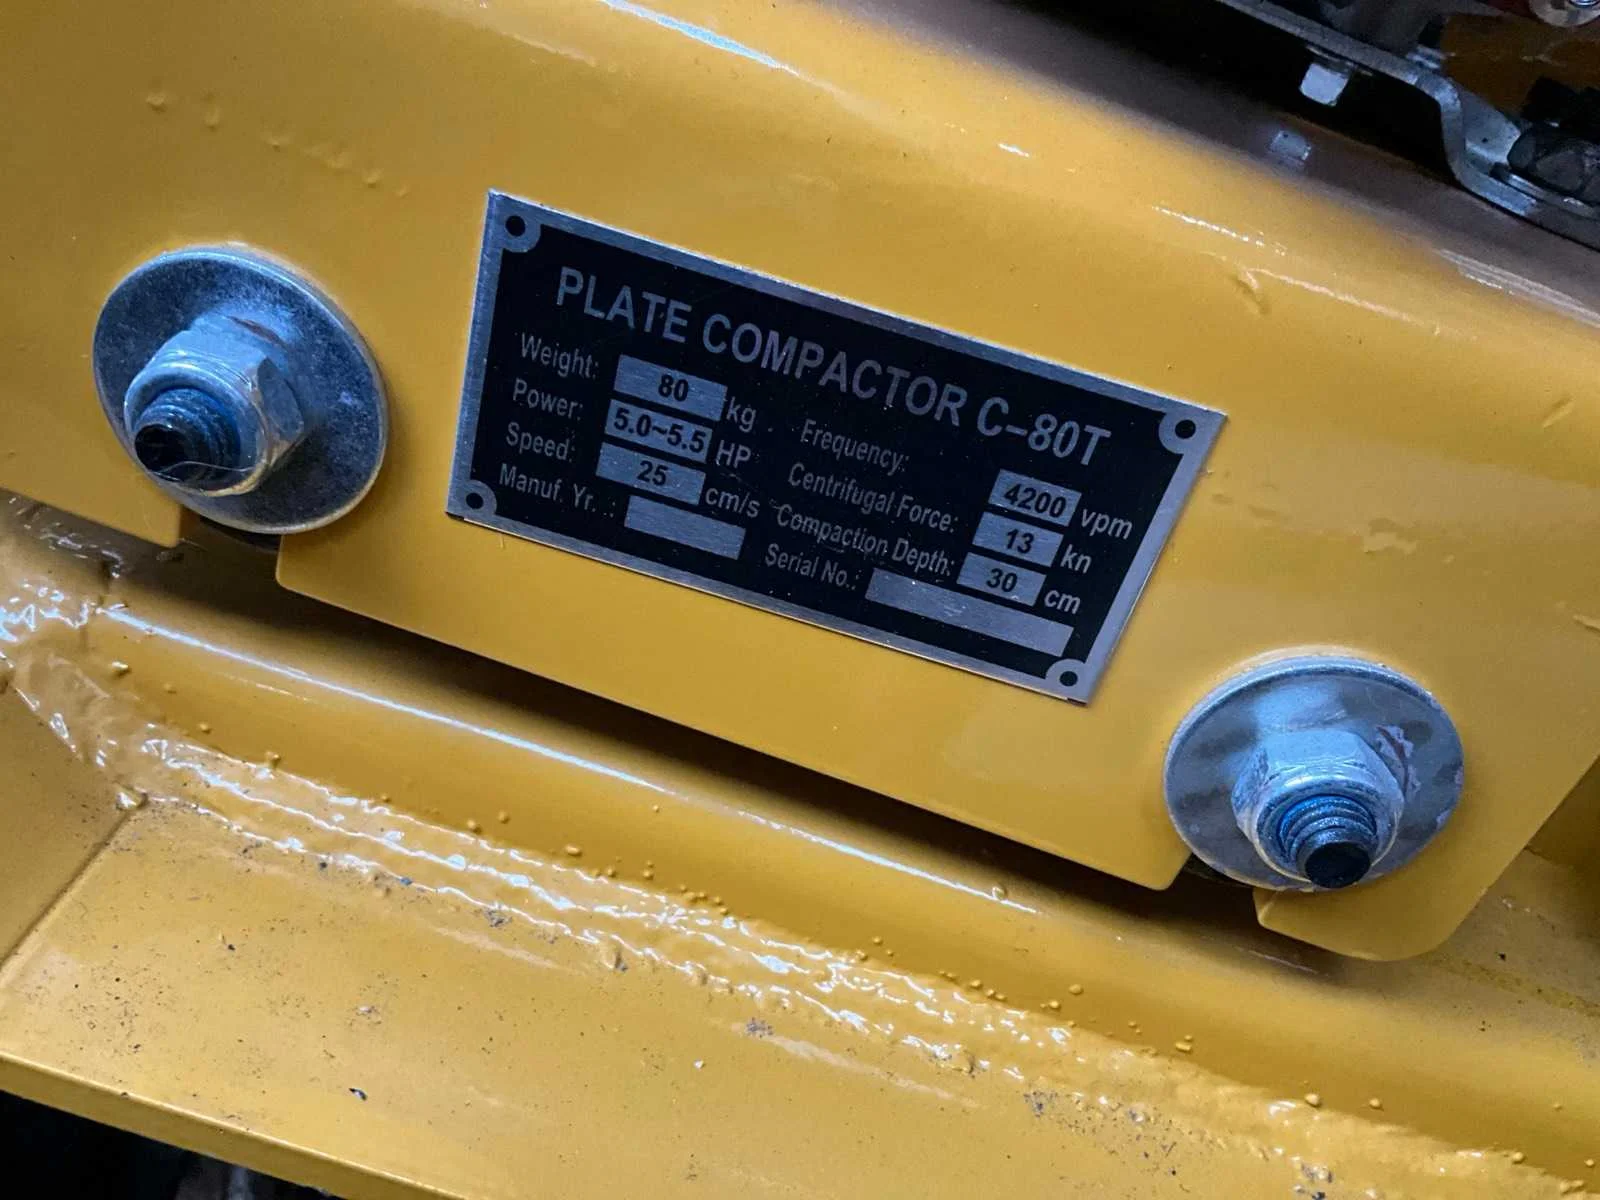 PLATE COMPACTOR C-80T
Weight: 80 kg
Power: 5.0~5.5 HP
Speed: 25 cm/s
Manuf. Yr. :
Frequency: 4200 vpm
Centrifugal Force: 13 kn
Compaction Depth: 30 cm
Serial No.: